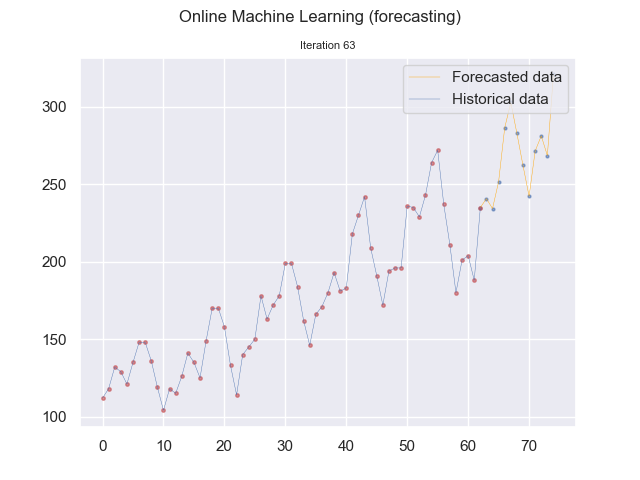 Online Machine Learning (forecasting)
Iteration 63
Forecasted data
Historical data
300
250
200
150
100
0 10 20 30 40 50 60 70